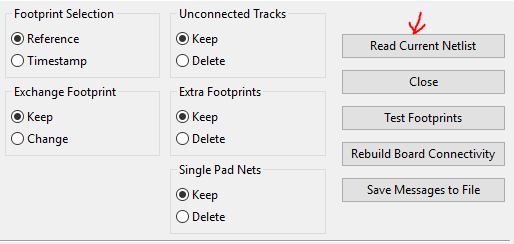 Footprint Selection
Reference
Timestamp
Exchange Footprint
Keep
Change
Unconnected Tracks
Keep
Delete
Extra Footprints
Keep
Delete
Single Pad Nets
Keep
Delete
Read Current Netlist
Close
Test Footprints
Rebuild Board Connectivity
Save Messages to File